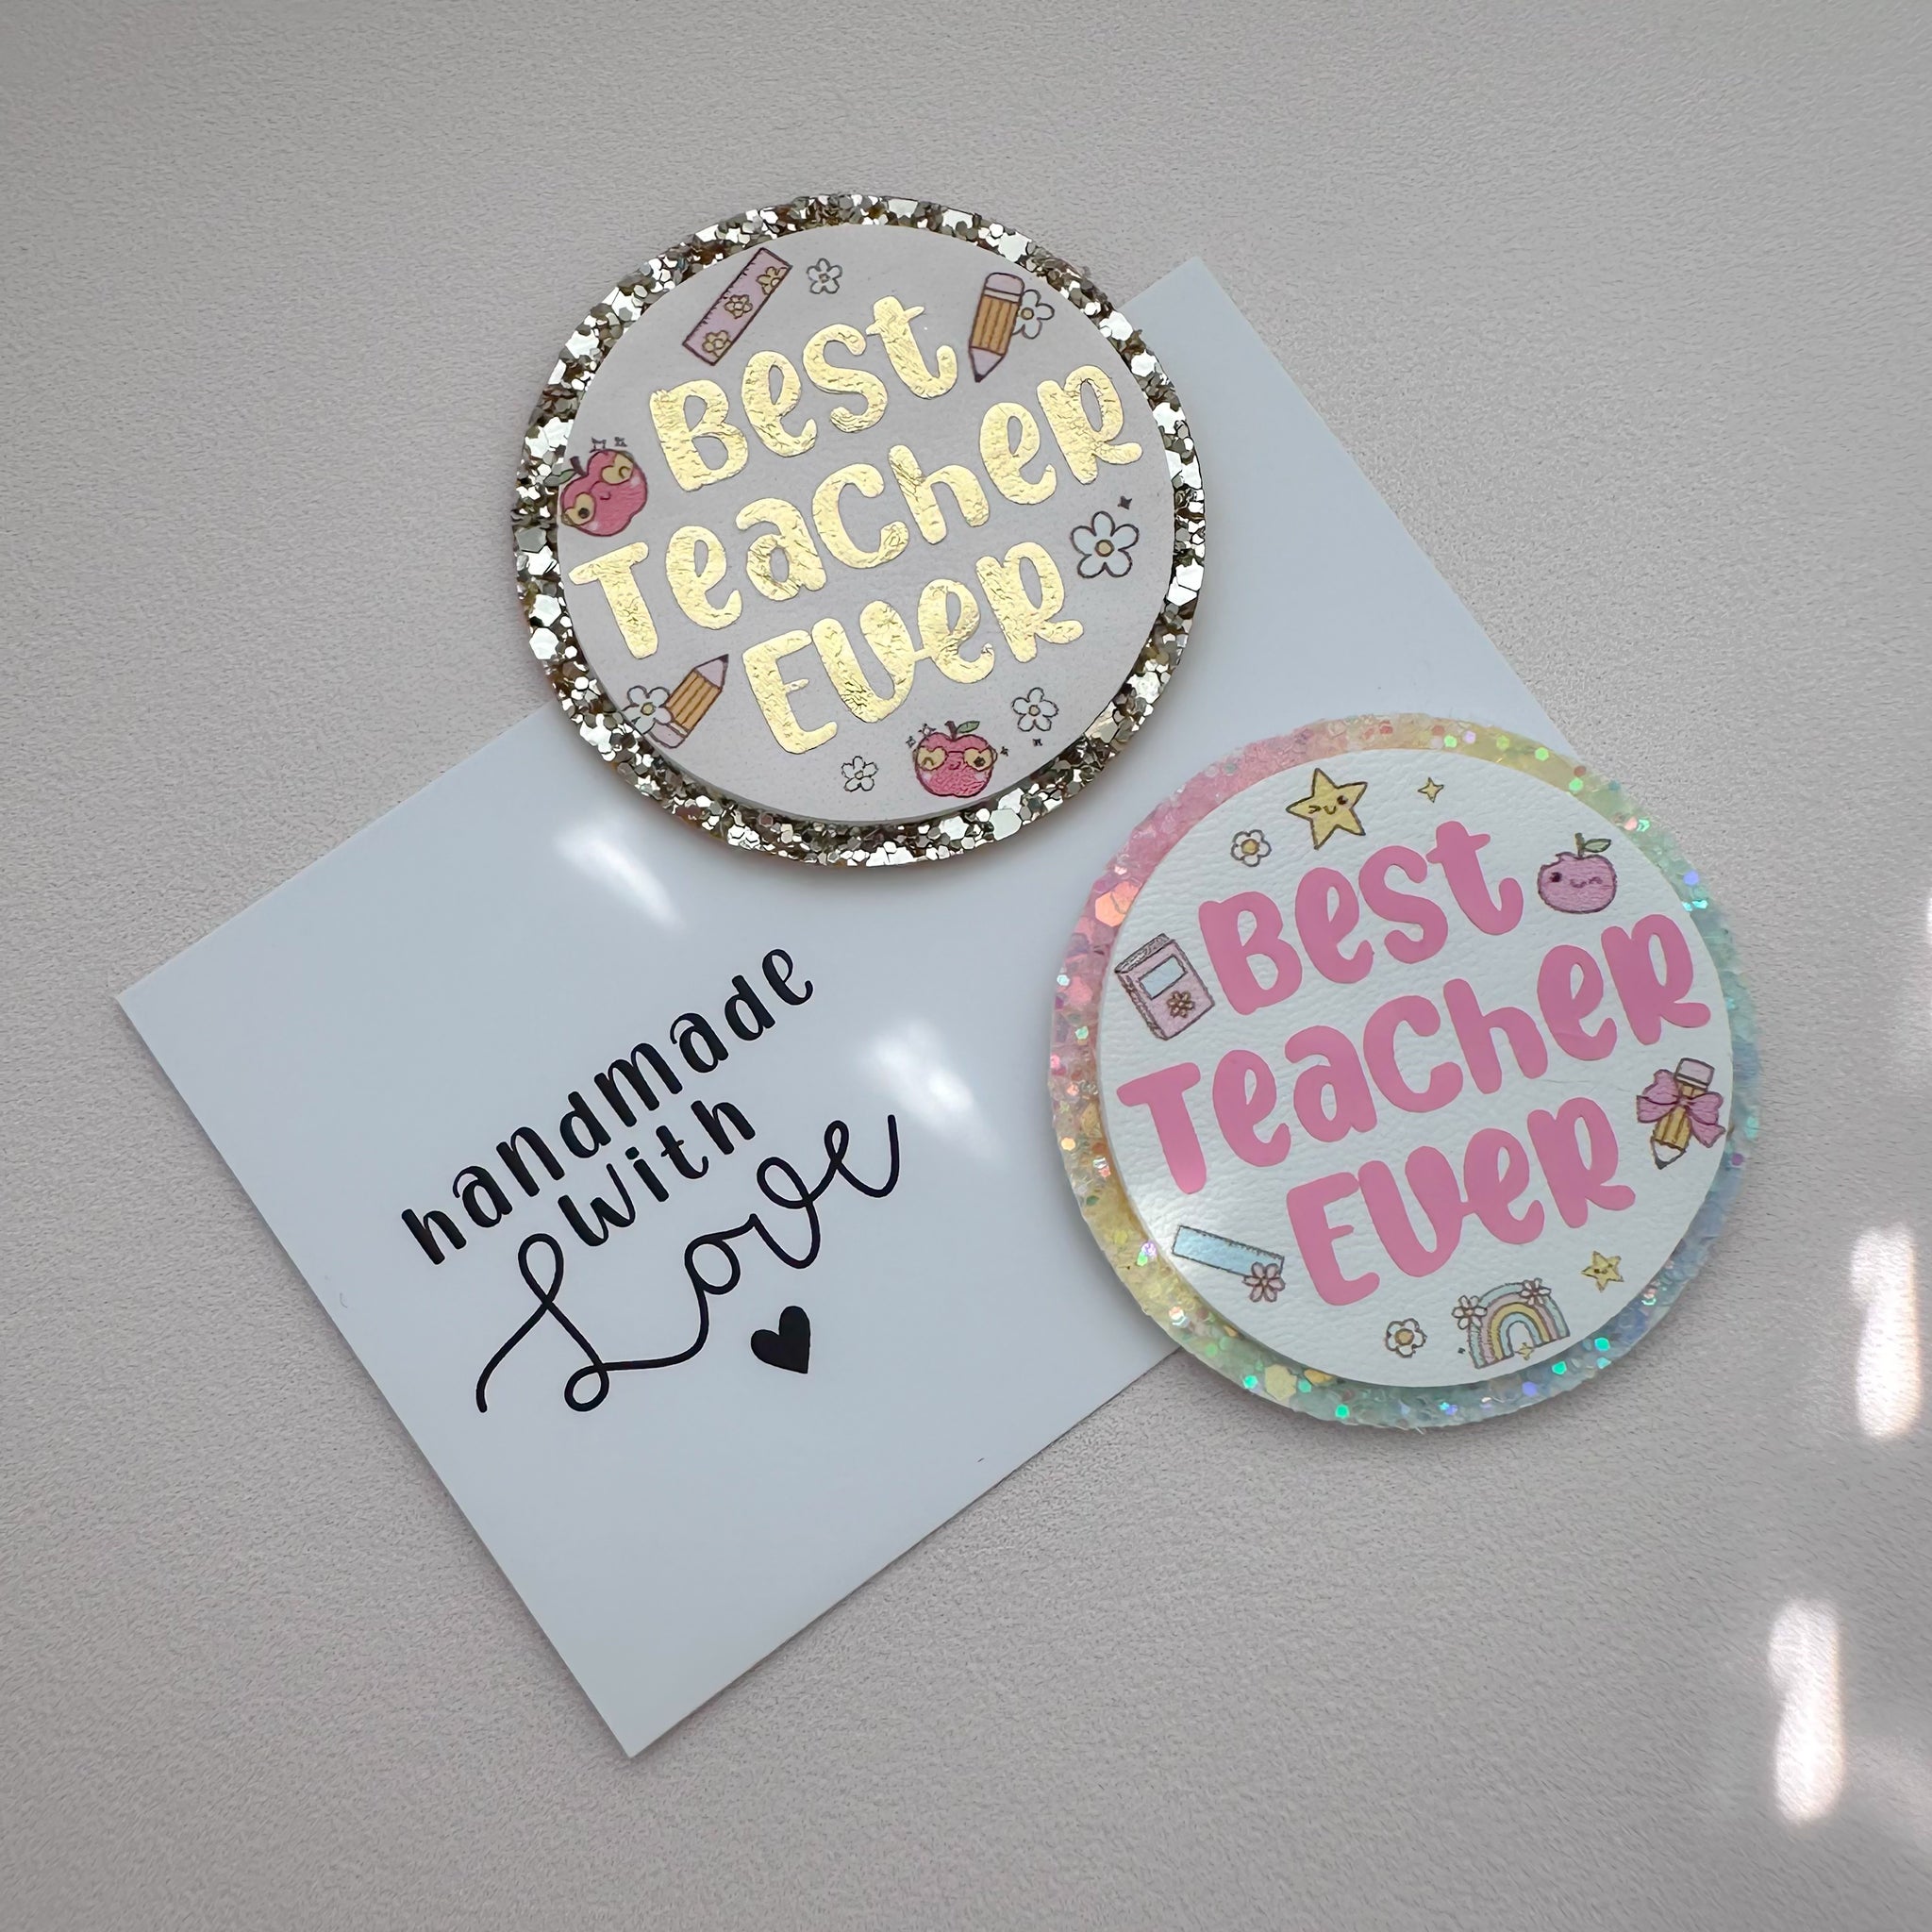 Best
Teacher
Ever
Best
Teacher
Ever
handmade
with
Love